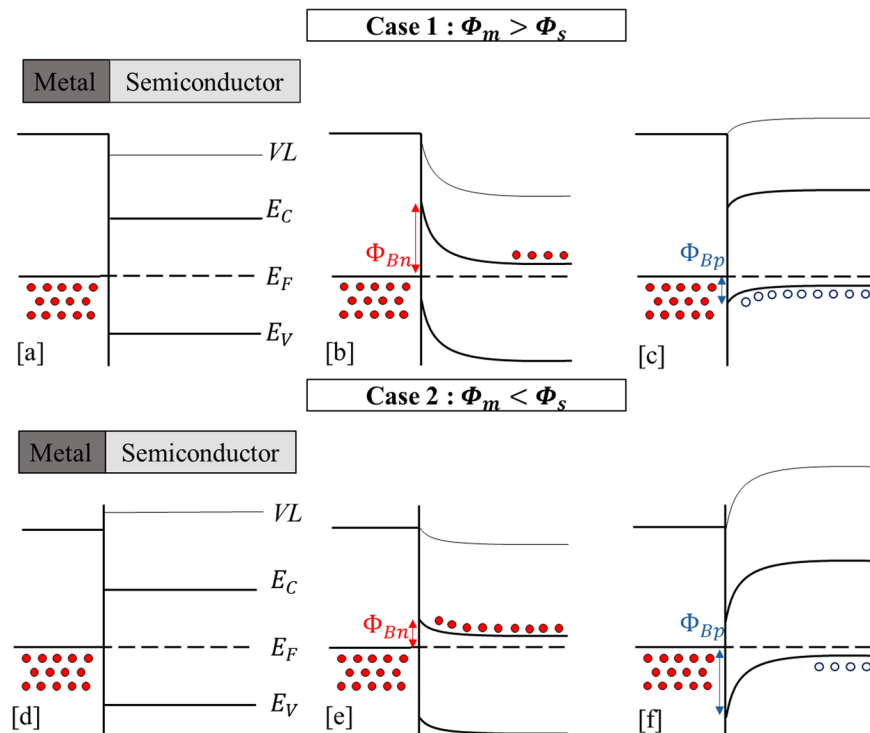 Case 1 : Φm > Φs
Metal Semiconductor
VL
EC
EF
EV
[a]
ΦBn
[b]
ΦBp
[c]
Case 2 : Φm < Φs
Metal Semiconductor
VL
EC
EF
EV
[d]
ΦBn
[e]
ΦBp
[f]